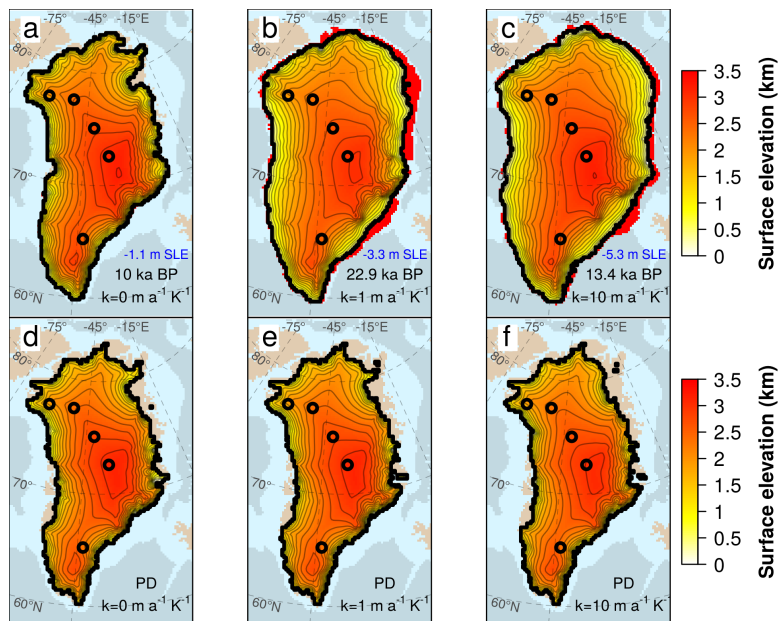 a
-75° -45° -15°E
80°
70°
60°N
-1.1 m SLE
10 ka BP
k=0 m a⁻¹ K⁻¹
b
-75° -45° -15°E
80°
70°
60°N
-3.3 m SLE
22.9 ka BP
k=1 m a⁻¹ K⁻¹
c
-75° -45° -15°E
80°
70°
60°N
-5.3 m SLE
13.4 ka BP
k=10 m a⁻¹ K⁻¹
3.5
3
2.5
2
1.5
1
0.5
0
Surface elevation (km)
d
-75° -45° -15°E
80°
70°
60°N
PD
k=0 m a⁻¹ K⁻¹
e
-75° -45° -15°E
80°
70°
60°N
PD
k=1 m a⁻¹ K⁻¹
f
-75° -45° -15°E
80°
70°
60°N
PD
k=10 m a⁻¹ K⁻¹
3.5
3
2.5
2
1.5
1
0.5
0
Surface elevation (km)